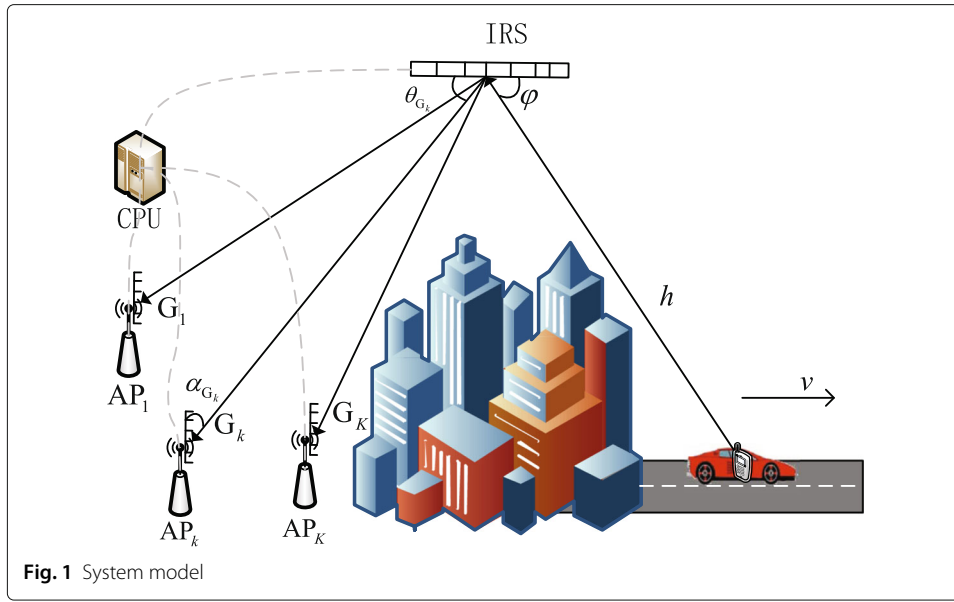 IRS
θ_{G_k}
φ
CPU
G_1
h
AP_1
α_{G_k}
G_k
G_K
v
AP_k
AP_K
Fig. 1 System model